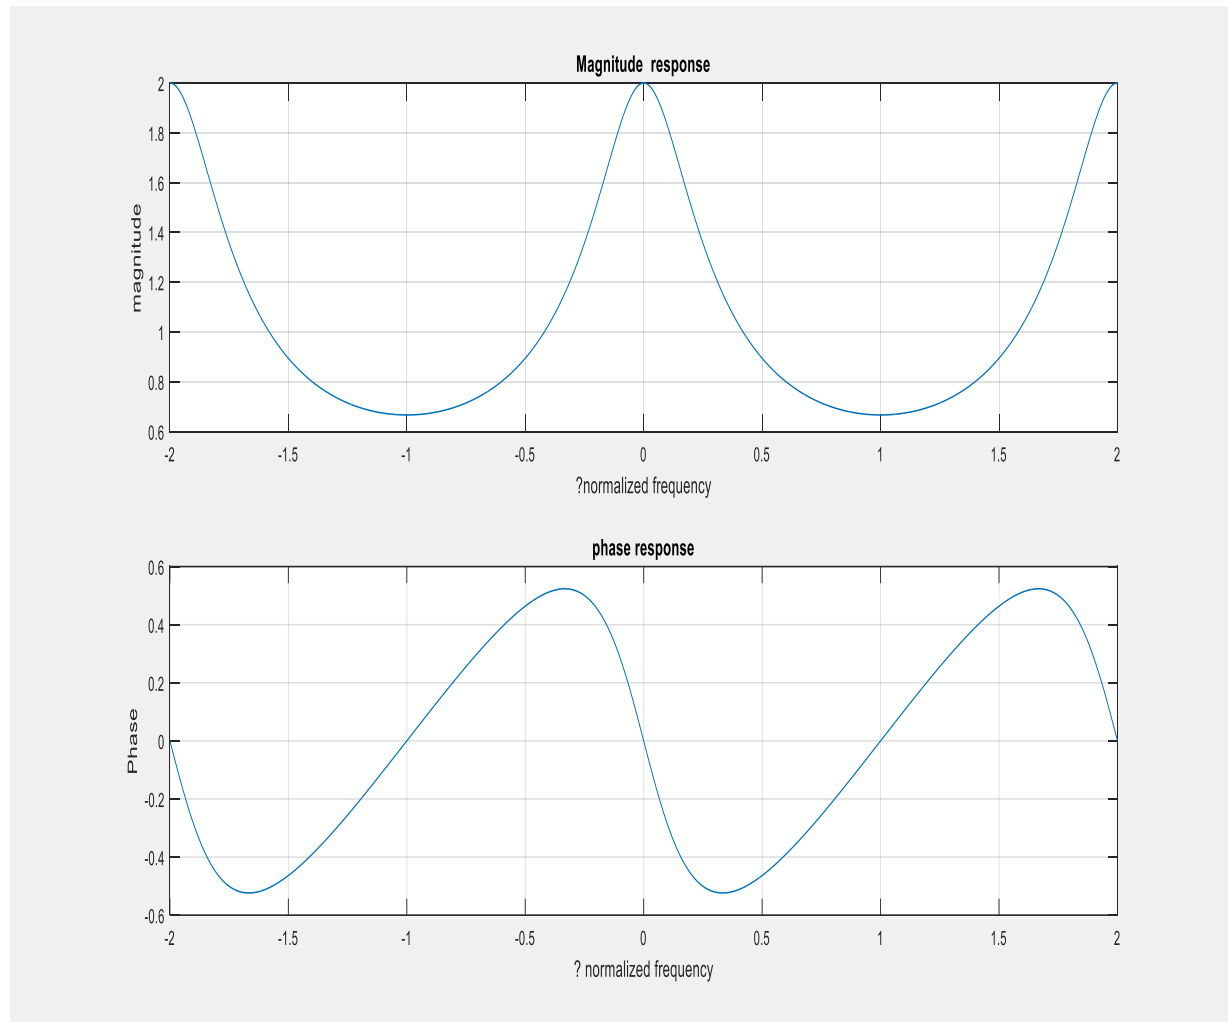 Magnitude  response
2
1.8
1.6
1.4
1.2
1
0.8
0.6
magnitude
-2 -1.5 -1 -0.5 0 0.5 1 1.5 2
?normalized frequency
phase response
0.6
0.4
0.2
0
-0.2
-0.4
-0.6
Phase
-2 -1.5 -1 -0.5 0 0.5 1 1.5 2
? normalized frequency